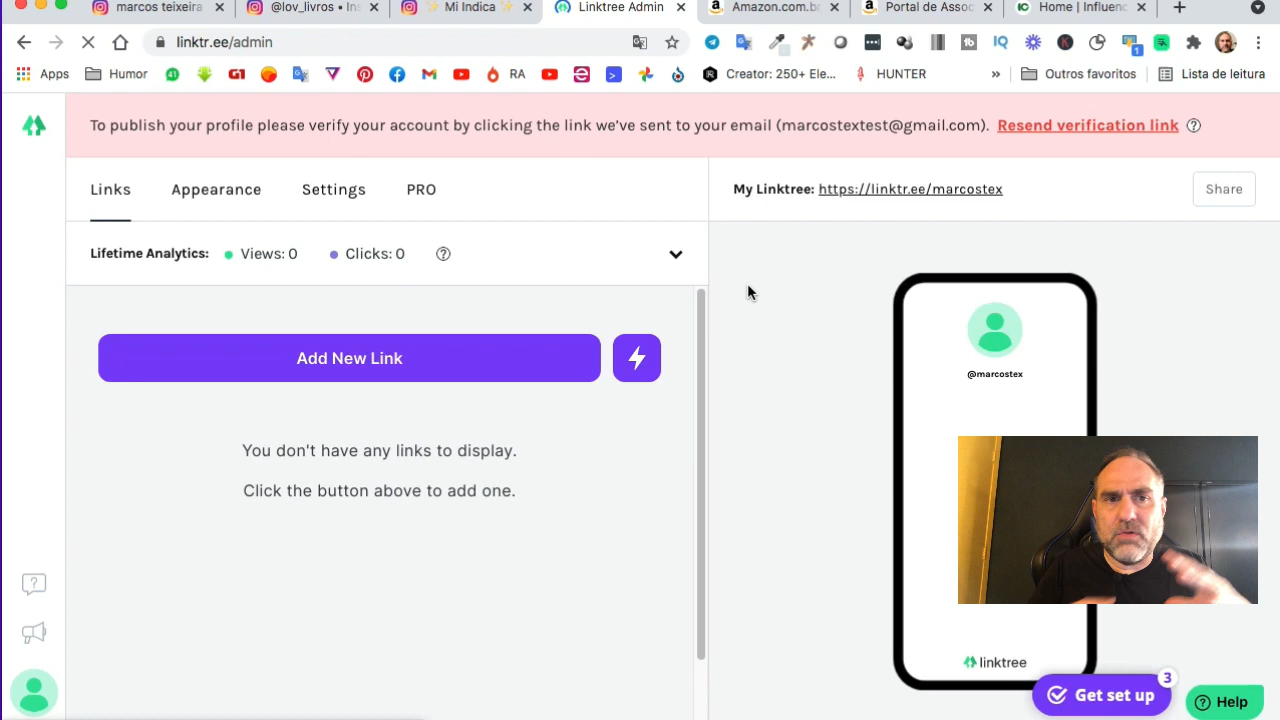 marcos teixeira
@lov_livros • Ins
✨ Mi Indica ✨
Linktree Admin
Amazon.com.b
Portal de Assoc
Home | Influenc
linktr.ee/admin
Apps
Humor
G1
RA
Creator: 250+ Ele...
HUNTER
»
Outros favoritos
Lista de leitura
To publish your profile please verify your account by clicking the link we've sent to your email (marcostextest@gmail.com). Resend verification link
Links
Appearance
Settings
PRO
My Linktree: https://linktr.ee/marcostex
Share
Lifetime Analytics:
Views: 0
Clicks: 0
Add New Link
You don't have any links to display.
Click the button above to add one.
@marcostex
linktree
Get set up
3
Help